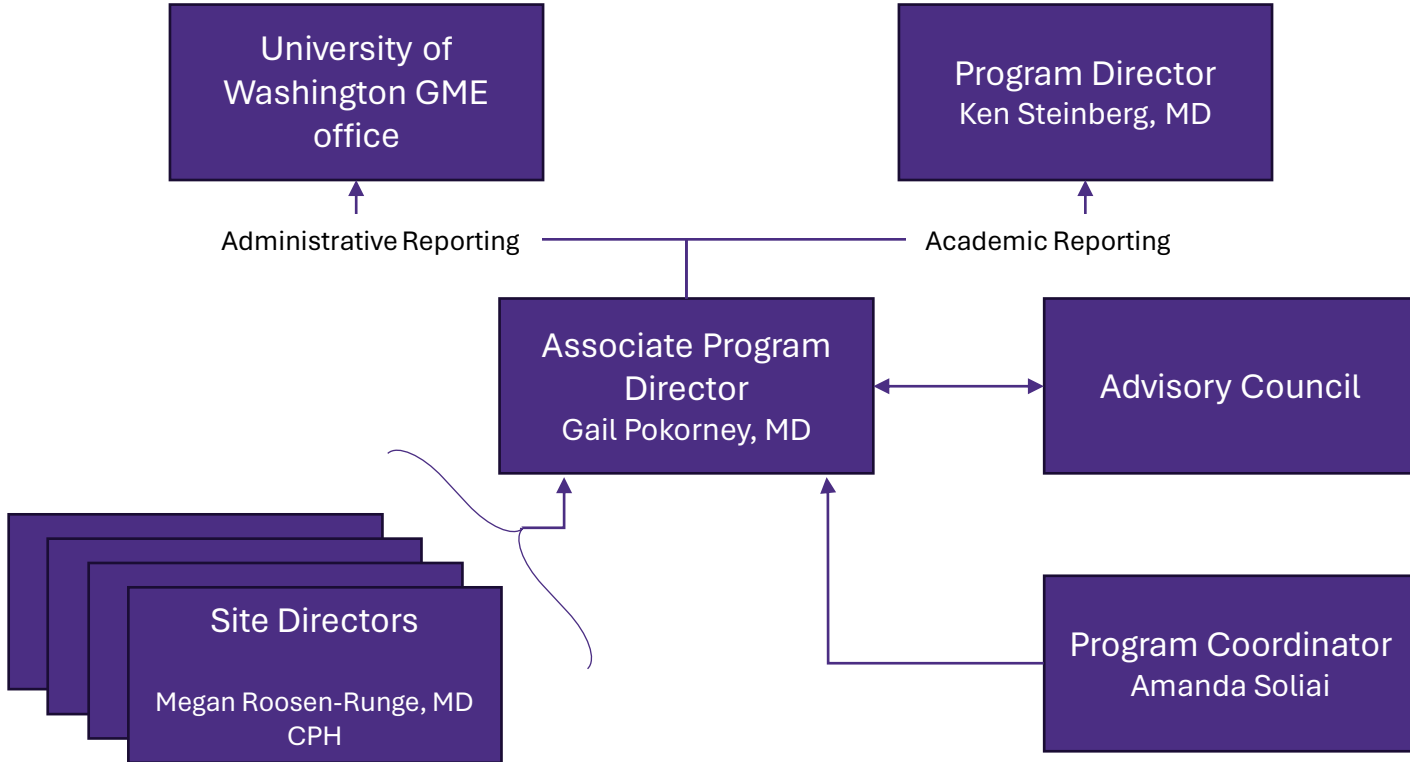 University of
Washington GME
office
Program Director
Ken Steinberg, MD
Administrative Reporting
Academic Reporting
Associate Program
Director
Gail Pokorney, MD
Advisory Council
Site Directors
Megan Roosen-Runge, MD
CPH
Program Coordinator
Amanda Soliai